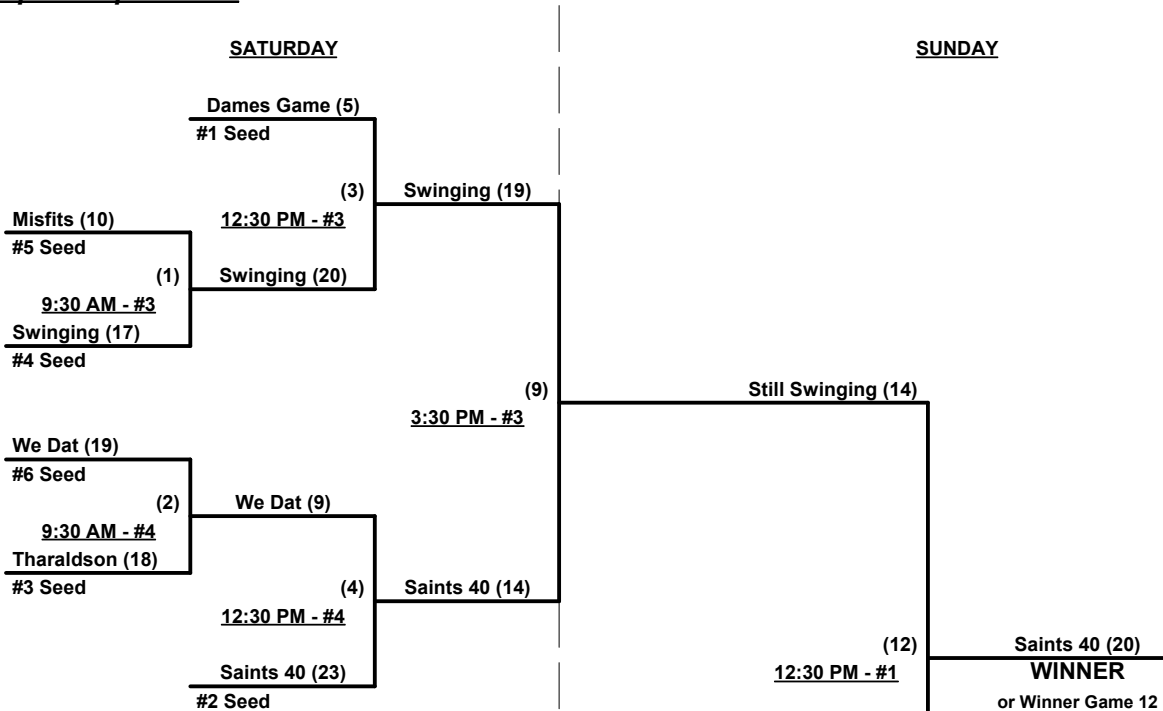 SATURDAY
SUNDAY
Dames Game (5)
#1 Seed
(3)
Swinging (19)
12:30 PM - #3
Misfits (10)
#5 Seed
(1)
Swinging (20)
9:30 AM - #3
Swinging (17)
#4 Seed
(9)
Still Swinging (14)
3:30 PM - #3
We Dat (19)
#6 Seed
(2)
We Dat (9)
9:30 AM - #4
Tharaldson (18)
#3 Seed
(4)
Saints 40 (14)
12:30 PM - #4
(12)
Saints 40 (20)
Saints 40 (23)
12:30 PM - #1
WINNER
#2 Seed
or Winner Game 12